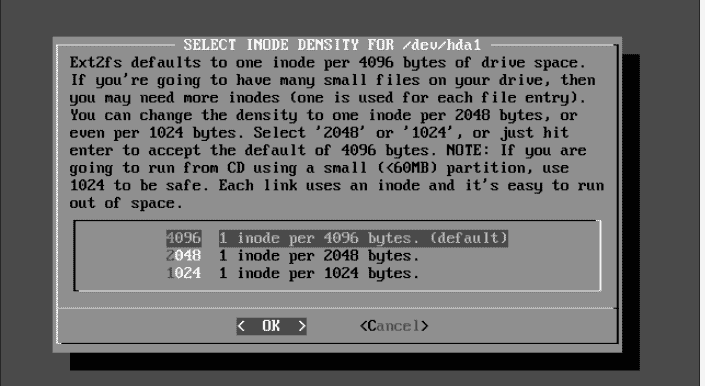 SELECT INODE DENSITY FOR /dev/hda1
Ext2fs defaults to one inode per 4096 bytes of drive space.
If you're going to have many small files on your drive, then
you may need more inodes (one is used for each file entry).
You can change the density to one inode per 2048 bytes, or
even per 1024 bytes. Select '2048' or '1024', or just hit
enter to accept the default of 4096 bytes. NOTE: If you are
going to run from CD using a small (<60MB) partition, use
1024 to be safe. Each link uses an inode and it's easy to run
out of space.
4096 1 inode per 4096 bytes. (default)
2048 1 inode per 2048 bytes.
1024 1 inode per 1024 bytes.
< OK > <Cancel>